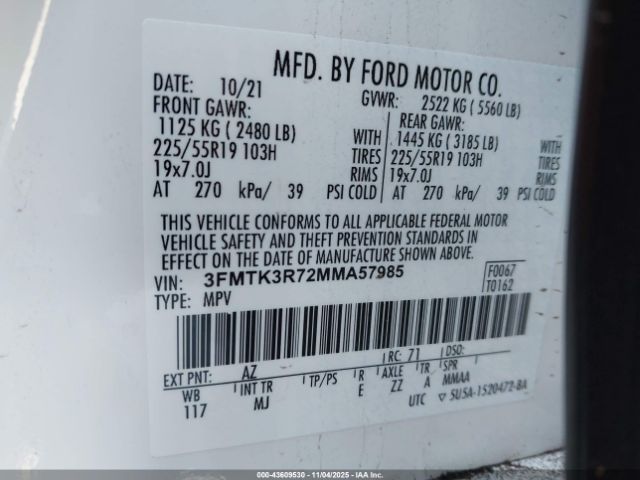 MFD. BY FORD MOTOR CO.
DATE: 10/21 GVWR: 2522 KG ( 5560 LB)
FRONT GAWR: REAR GAWR:
1125 KG ( 2480 LB) WITH 1445 KG ( 3185 LB) WITH
225/55R19 103H TIRES 225/55R19 103H TIRES
19x7.0J RIMS 19x7.0J RIMS
AT 270 kPa/ 39 PSI COLD AT 270 kPa/ 39 PSI COLD
THIS VEHICLE CONFORMS TO ALL APPLICABLE FEDERAL MOTOR
VEHICLE SAFETY AND THEFT PREVENTION STANDARDS IN
EFFECT ON THE DATE OF MANUFACTURE SHOWN ABOVE.
VIN: 3FMTK3R72MMA57985 F0067
TYPE: MPV T0162
EXT PNT: AZ RC: 71 DSO:
WB INT TR TP/PS R AXLE TR SPR
117 MJ E ZZ A MMAA
UTC ▽ 5U5A-1520472-BA
000-43609530 - 11/04/2025 - IAAI.COM